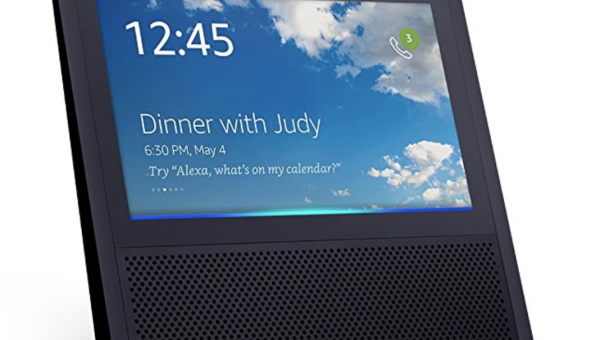 12:45
3
Dinner with Judy
6:30 PM, May 4
Try “Alexa, what's on my calendar?”